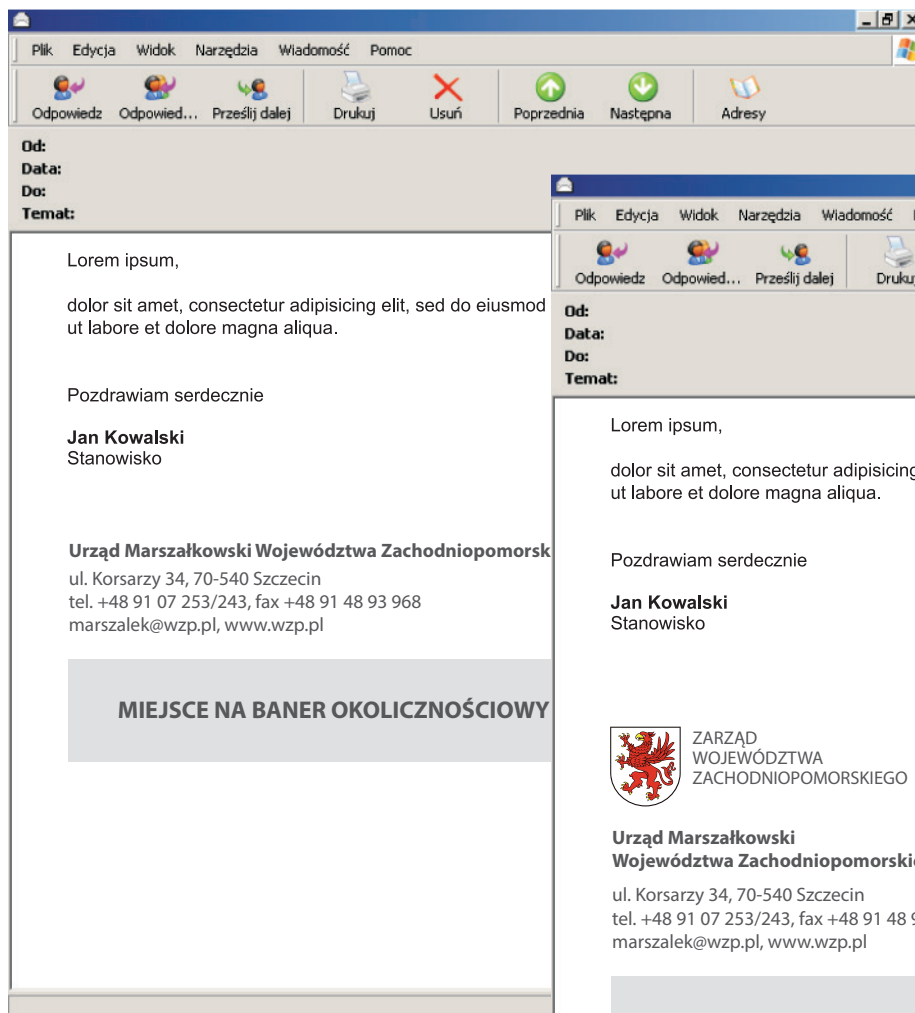 Plik Edycja Widok Narzędzia Wiadomość Pomoc
Odpowiedz Odpowied... Prześlij dalej Drukuj Usuń Poprzednia Następna Adresy
Od:
Data:
Do:
Temat:
Lorem ipsum,
dolor sit amet, consectetur adipisicing elit, sed do eiusmod
ut labore et dolore magna aliqua.
Pozdrawiam serdecznie
Jan Kowalski
Stanowisko
Urząd Marszałkowski Województwa Zachodniopomorsk
ul. Korsarzy 34, 70-540 Szczecin
tel. +48 91 07 253/243, fax +48 91 48 93 968
marszalek@wzp.pl, www.wzp.pl
MIEJSCE NA BANER OKOLICZNOŚCIOWY
Plik Edycja Widok Narzędzia Wiadomość
Odpowiedz Odpowied... Prześlij dalej Drukuj
Od:
Data:
Do:
Temat:
Lorem ipsum,
dolor sit amet, consectetur adipisicing
ut labore et dolore magna aliqua.
Pozdrawiam serdecznie
Jan Kowalski
Stanowisko
ZARZĄD
WOJEWÓDZTWA
ZACHODNIOPOMORSKIEGO
Urząd Marszałkowski
Województwa Zachodniopomorskie
ul. Korsarzy 34, 70-540 Szczecin
tel. +48 91 07 253/243, fax +48 91 48 9
marszalek@wzp.pl, www.wzp.pl